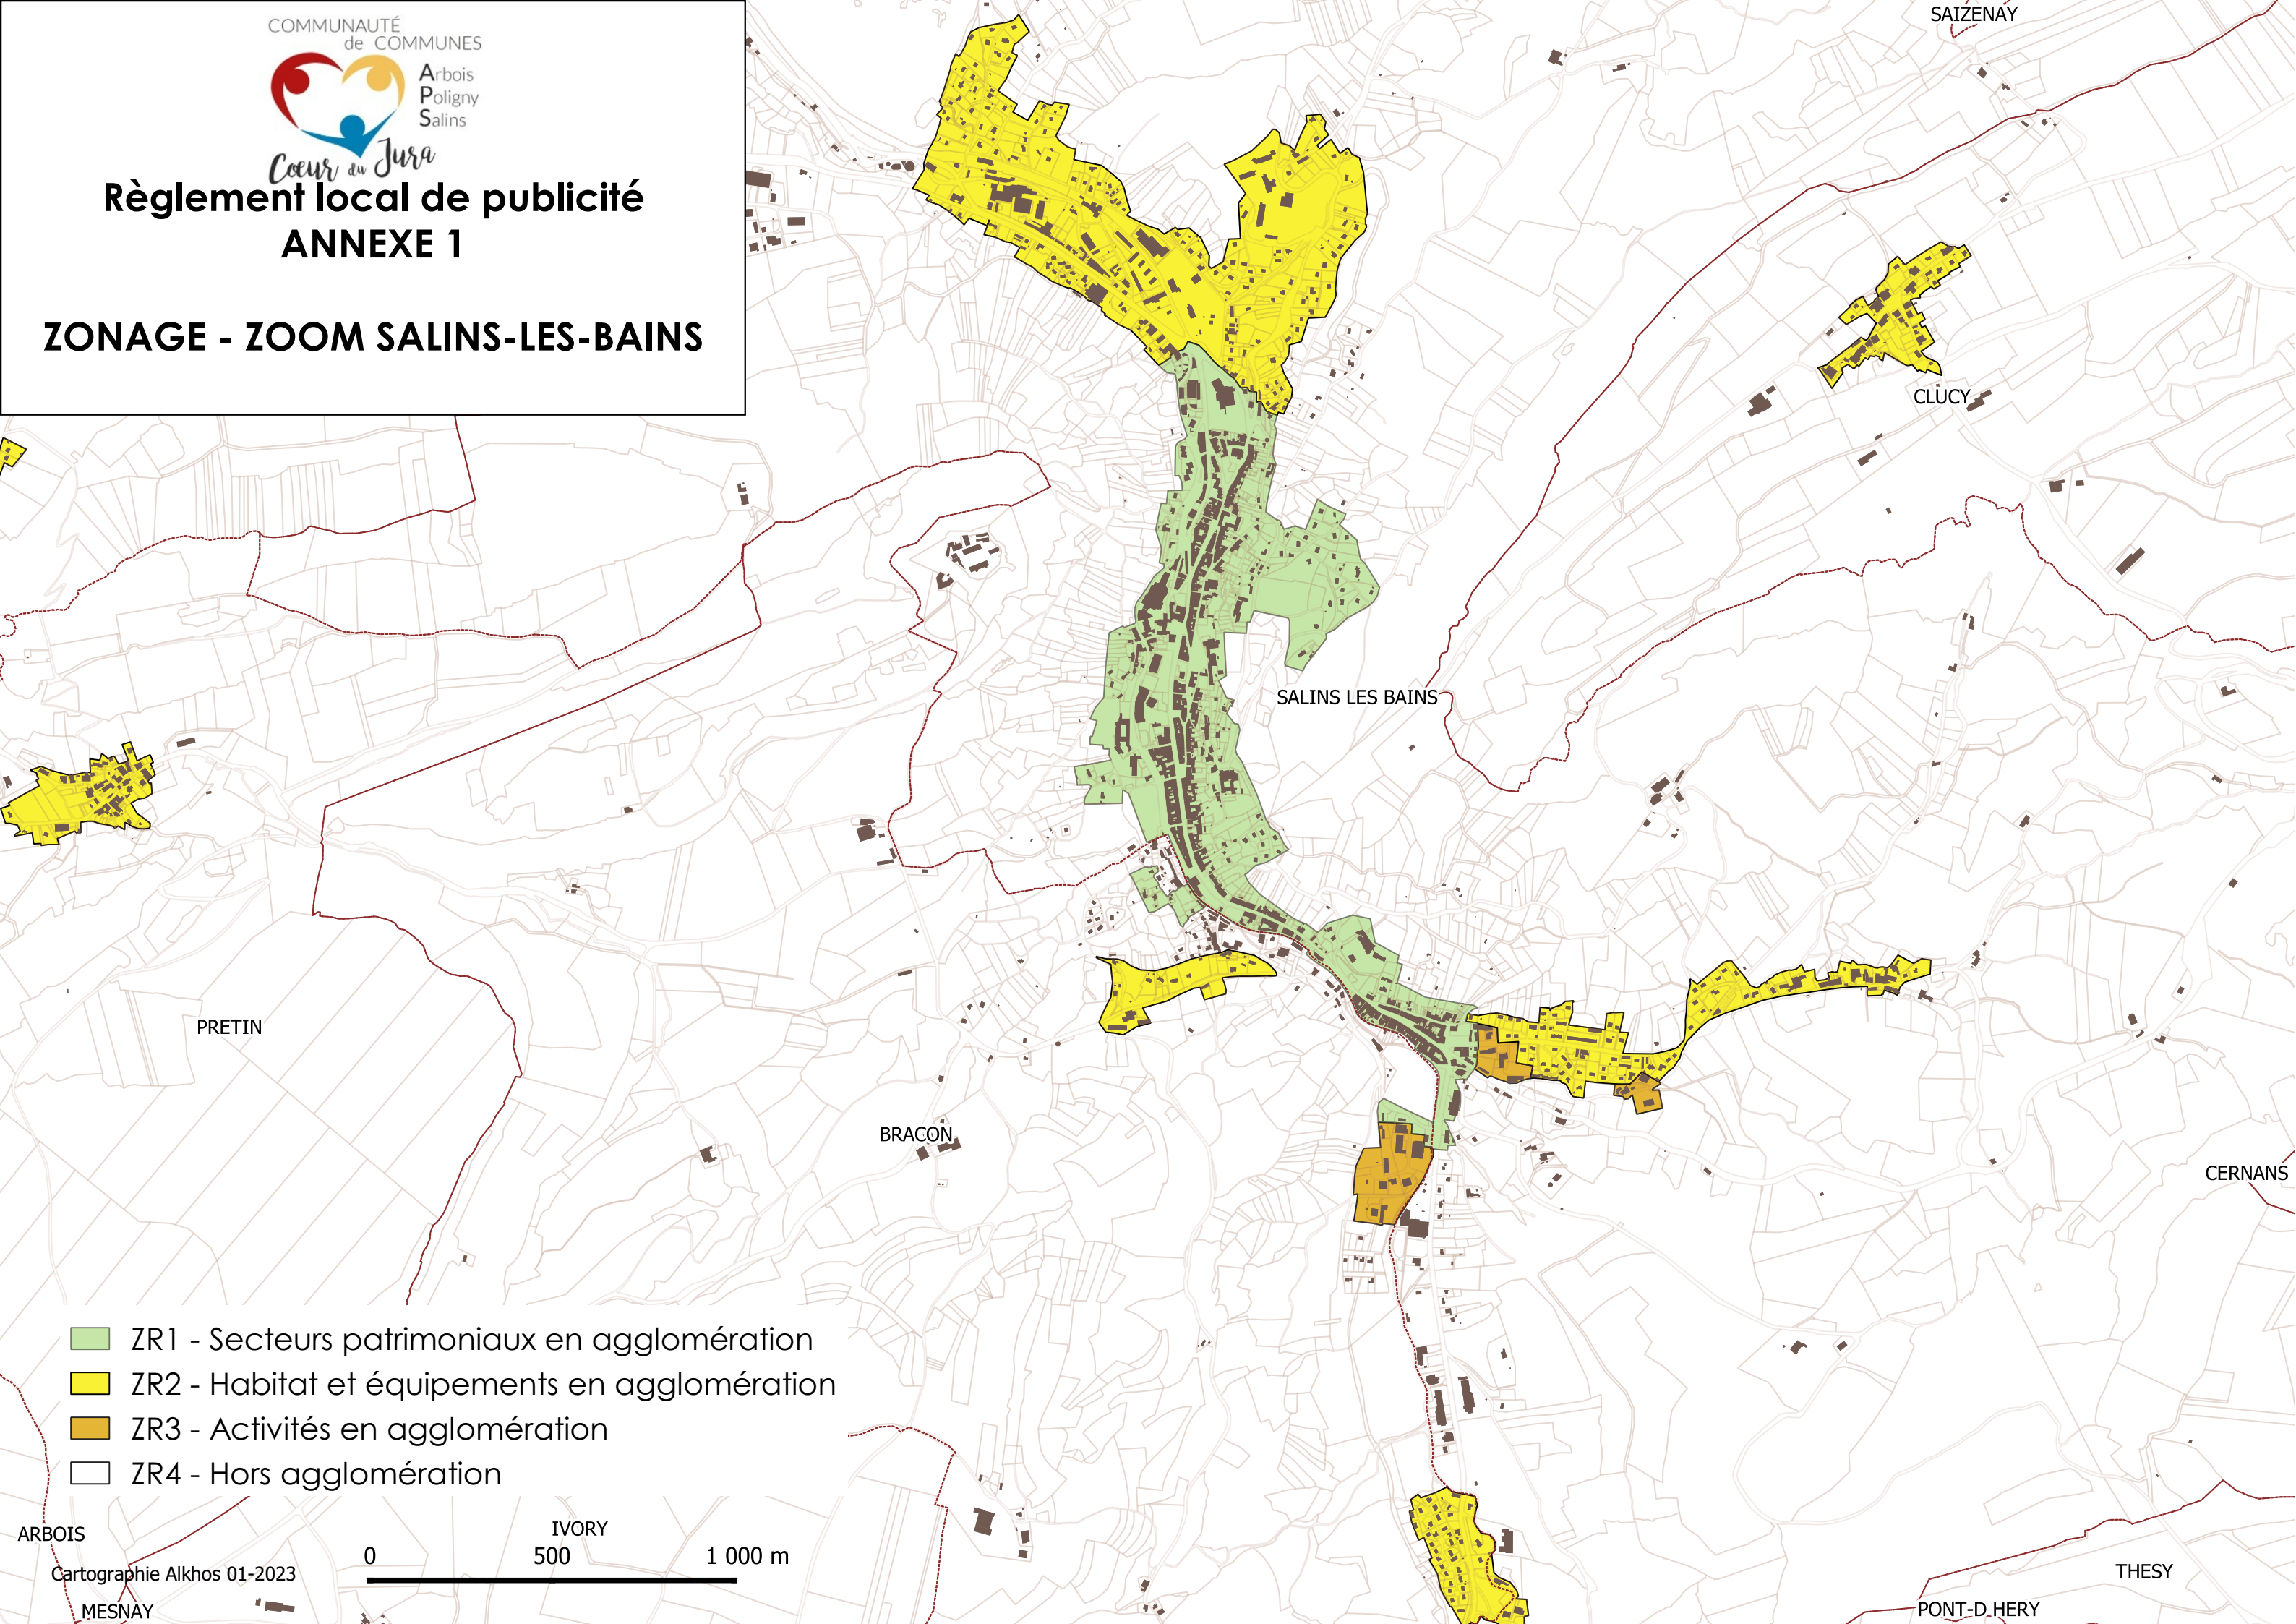 COMMUNAUTÉ
de COMMUNES
Arbois
Poligny
Salins
Cœur du Jura
Règlement local de publicité
ANNEXE 1
ZONAGE - ZOOM SALINS-LES-BAINS
SAIZENAY
CLUCY
SALINS LES BAINS
PRETIN
BRACON
CERNANS
ZR1 - Secteurs patrimoniaux en agglomération
ZR2 - Habitat et équipements en agglomération
ZR3 - Activités en agglomération
ZR4 - Hors agglomération
ARBOIS
IVORY
0 500 1 000 m
Cartographie Alkhos 01-2023
THESY
MESNAY
PONT-D HERY